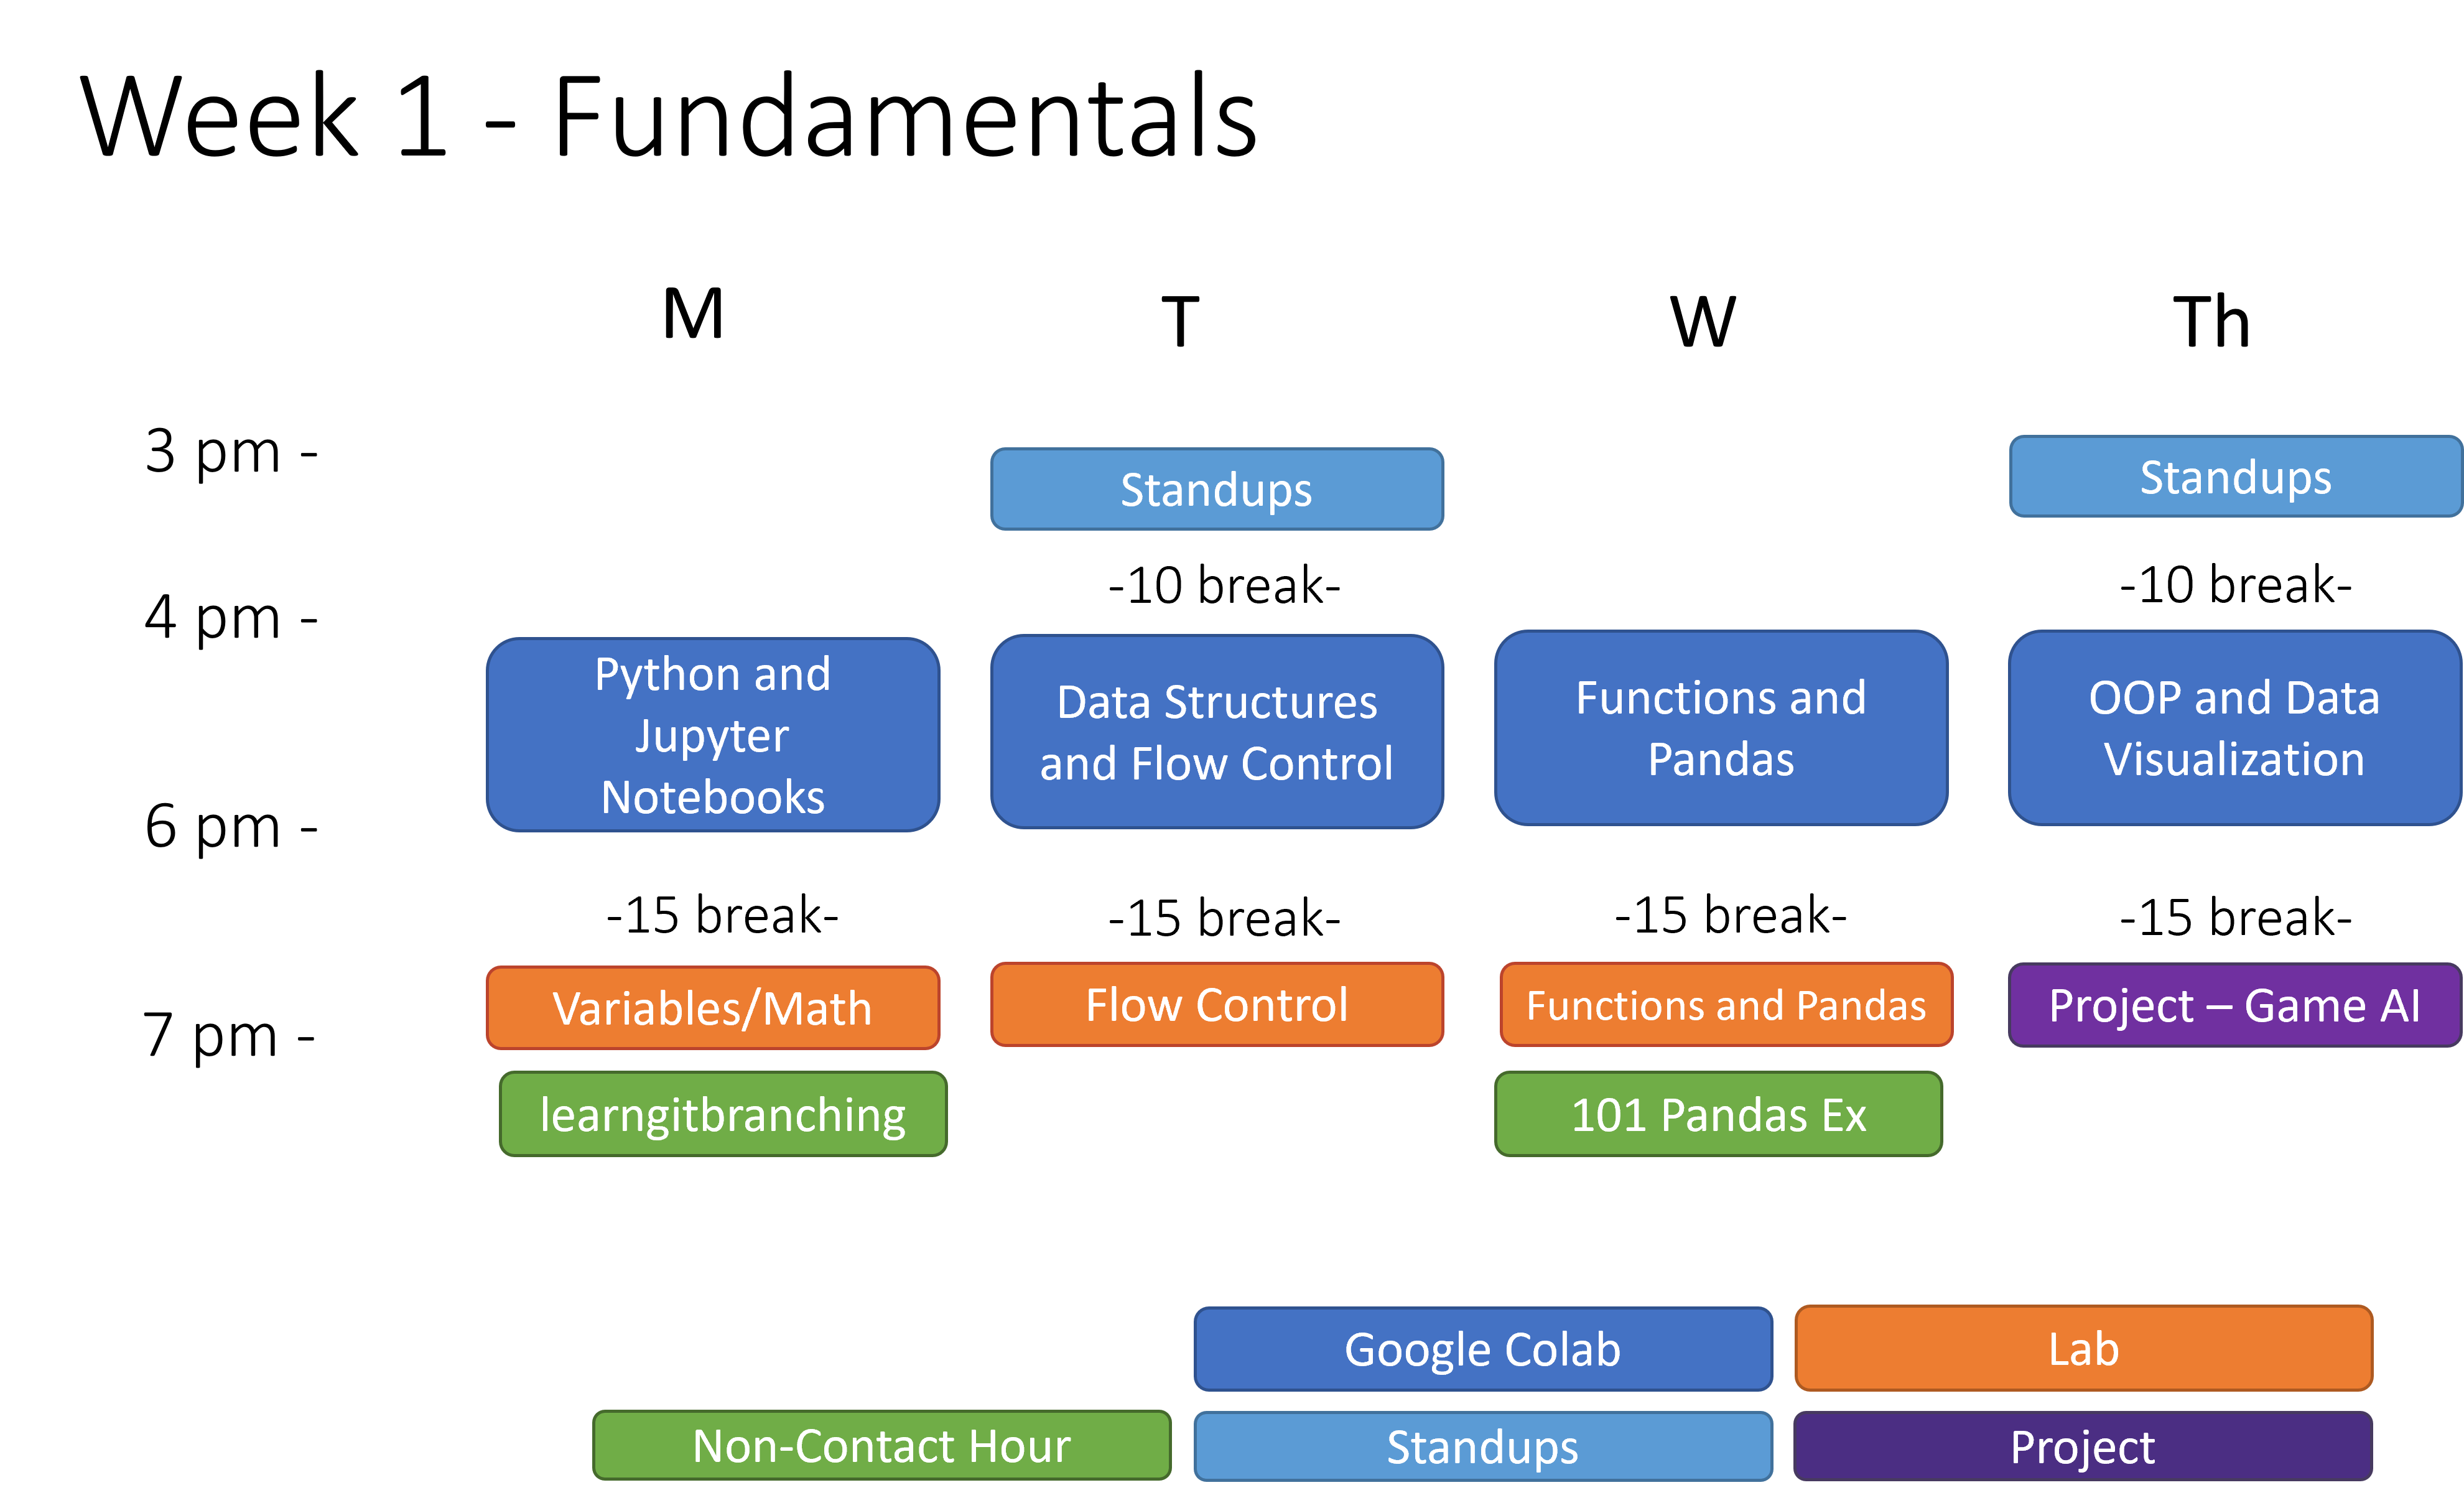 Week 1 - Fundamentals
M
T
W
Th
3 pm -
Standups
Standups
-10 break-
-10 break-
4 pm -
Python and
Jupyter
Notebooks
Data Structures
and Flow Control
Functions and
Pandas
OOP and Data
Visualization
6 pm -
-15 break-
-15 break-
-15 break-
-15 break-
Variables/Math
Flow Control
Functions and Pandas
Project – Game AI
7 pm -
learngitbranching
101 Pandas Ex
Google Colab
Lab
Non-Contact Hour
Standups
Project